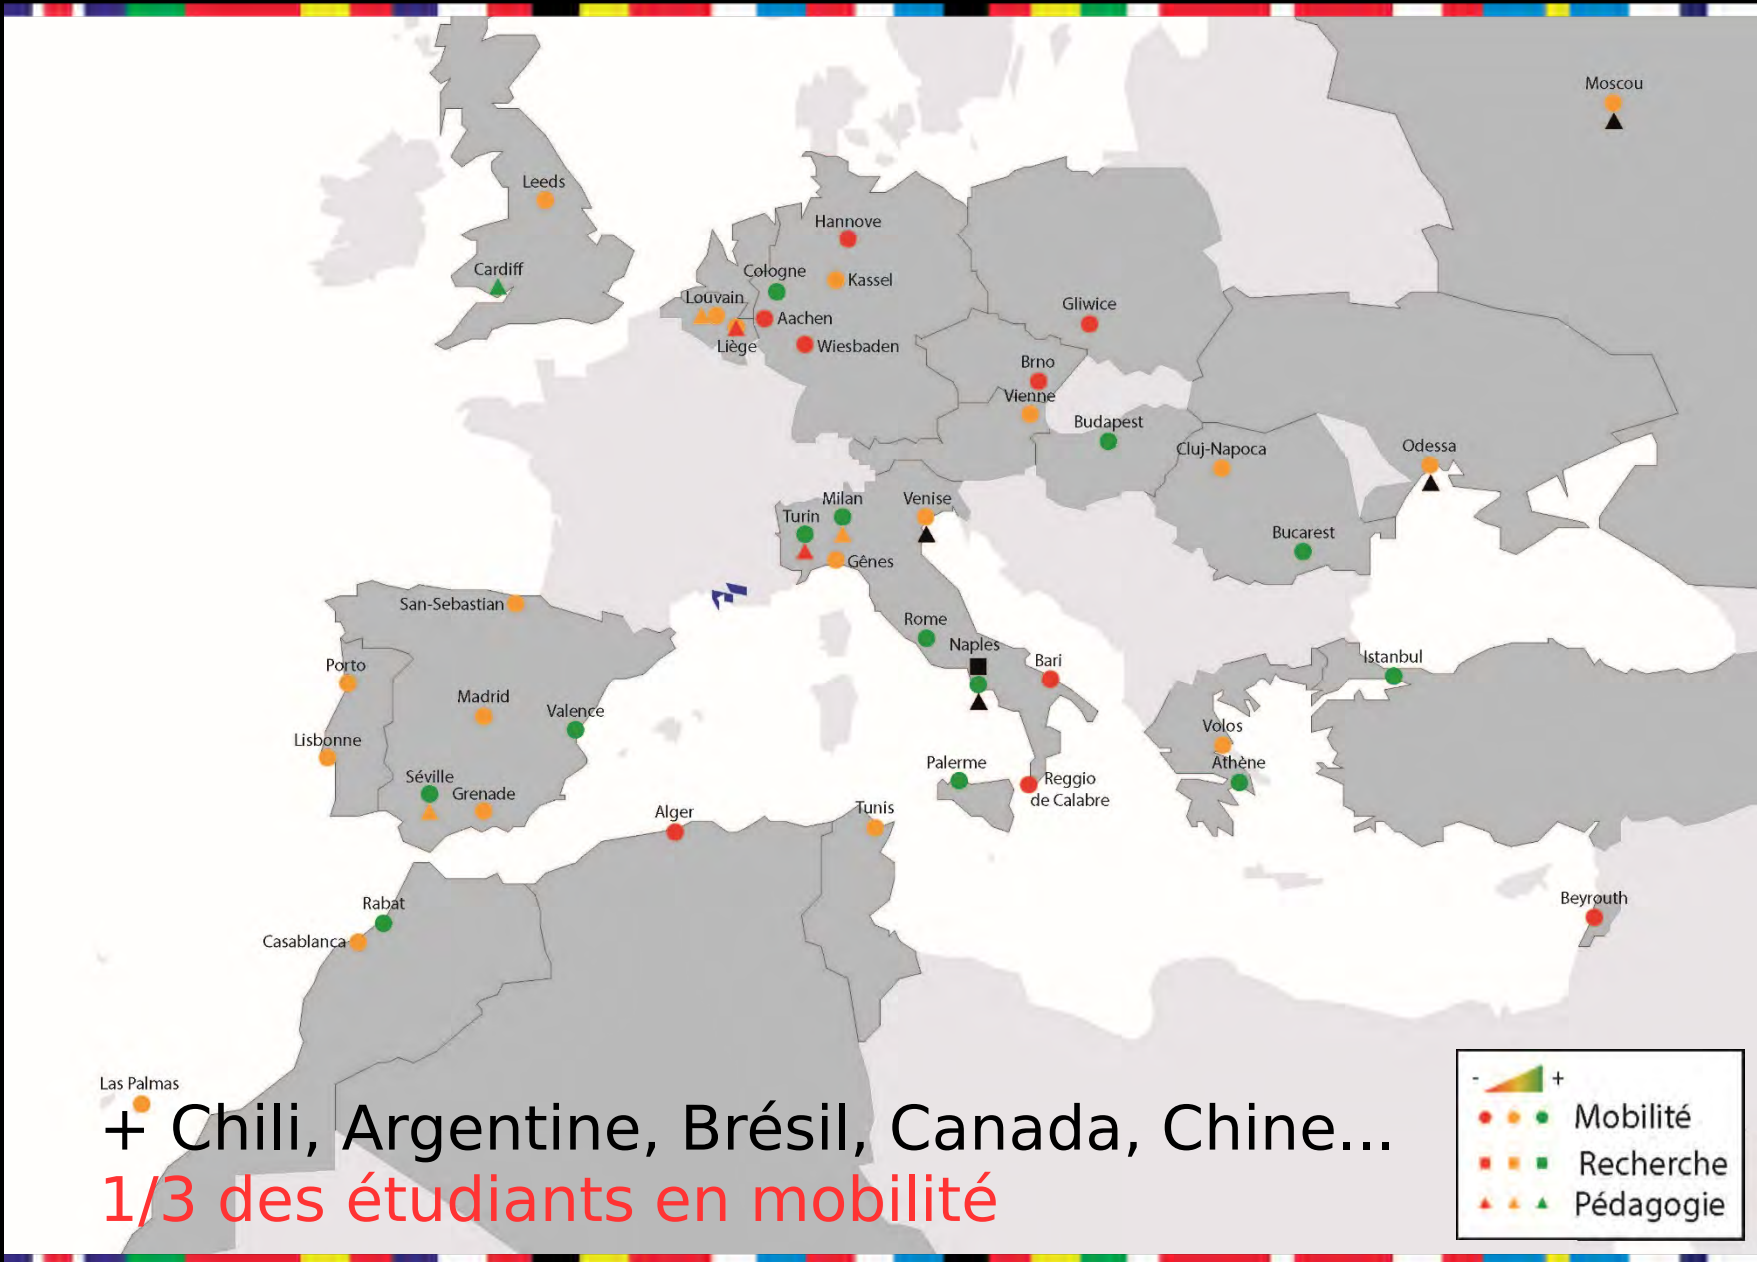 Moscou
Leeds
Hannove
Cardiff
Cologne
Kassel
Louvain
Gliwice
Aachen
Liège
Wiesbaden
Brno
Vienne
Budapest
Cluj-Napoca
Odessa
Milan
Venise
Turin
Bucarest
Gênes
San-Sebastian
Rome
Naples
Porto
Bari
Istanbul
Madrid
Valence
Volos
Lisbonne
Palerme
Athène
Séville
Grenade
Reggio
de Calabre
Alger
Tunis
Rabat
Beyrouth
Casablanca
Las Palmas
+ Chili, Argentine, Brésil, Canada, Chine...
1/3 des étudiants en mobilité
- +
Mobilité
Recherche
Pédagogie